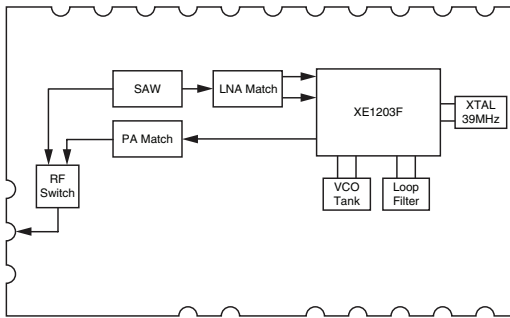 SAW
LNA Match
XE1203F
XTAL
39MHz
PA Match
RF
Switch
VCO
Tank
Loop
Filter